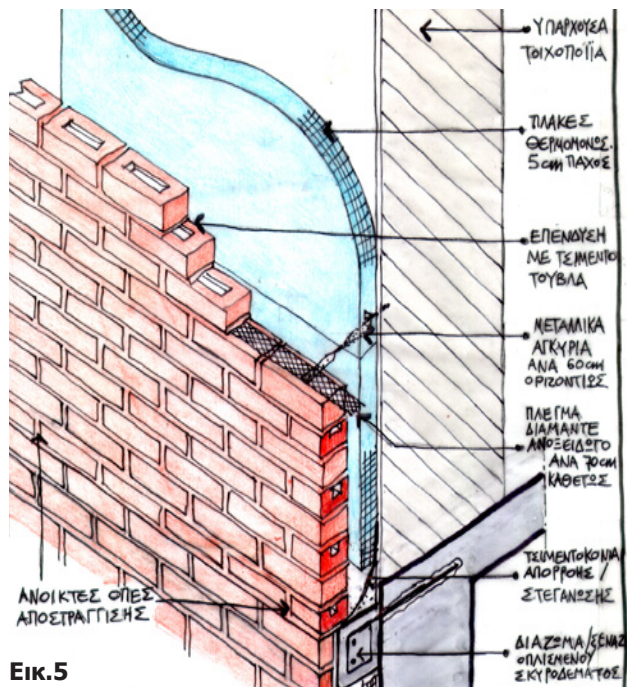 ΥΠΑΡΧΟΥΣΑ
ΤΟΙΧΟΠΟΪΪΑ
ΠΛΑΚΕΣ
ΘΕΡΜΟΜΟΝΩΣ.
5cm ΠΑΧΟΣ
ΕΠΕΝΔΥΣΗ
ΜΕ ΤΣΙΜΕΝΤΟ
ΤΟΥΒΛΑ
ΜΕΤΑΛΛΙΚΑ
ΑΓΚΥΡΙΑ
ΑΝΑ 60cm
ΟΡΙΖΟΝΤΙΩΣ
ΠΛΕΓΜΑ
ΔΙΑΜΑΝΤΕ
ΑΝΟΞΕΙΔΩΤΟ
ΑΝΑ 70cm
ΚΑΘΕΤΩΣ
ΤΣΙΜΕΝΤΟΚΟΝΙΑ
ΑΠΟΡΡΟΗΣ /
ΣΤΕΓΑΝΩΣΗΣ
ΔΙΑΖΩΜΑ/ΣΕΝΑΖ
ΟΠΛΙΣΜΕΝΟΥ
ΣΚΥΡΟΔΕΜΑΤΟΣ
ΑΝΟΙΚΤΕΣ ΟΠΕΣ
ΑΠΟΣΤΡΑΓΓΙΣΗΣ
Εικ.5